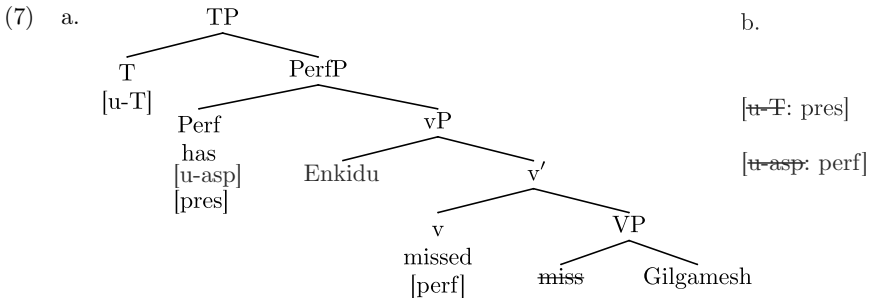 (7) a. TP b.
T PerfP
[u-T] [u-T: pres]
Perf vP
has
[u-asp] Enkidu v′ [u-asp: perf]
[pres]
v VP
missed
[perf] miss Gilgamesh